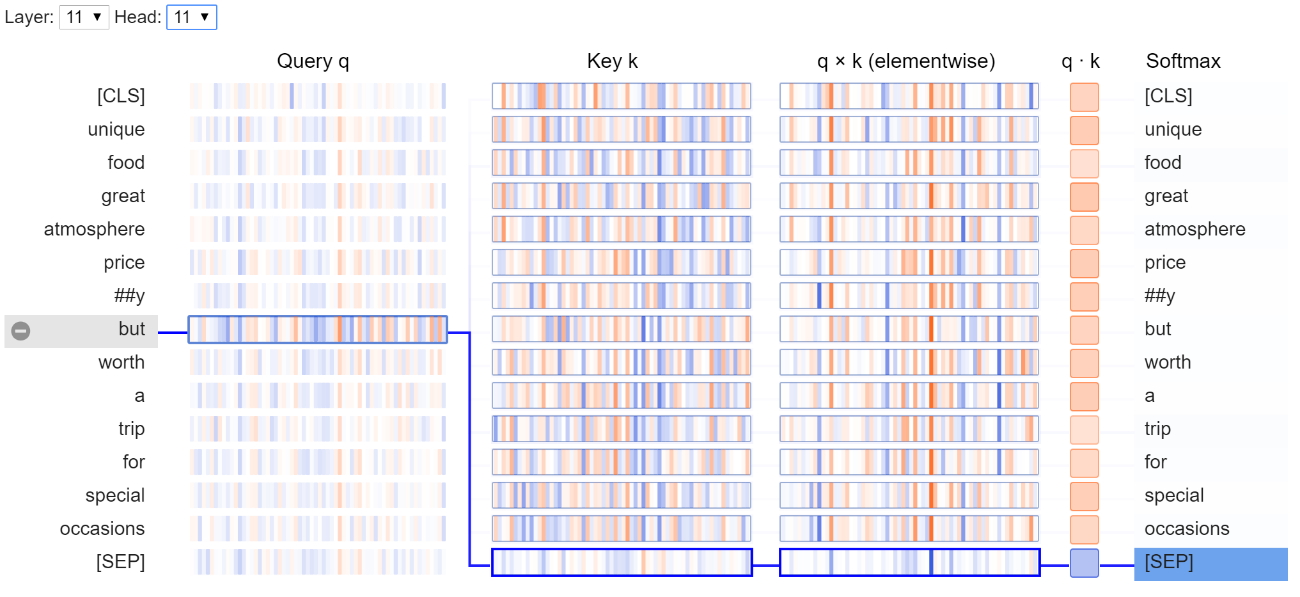 Layer: 11 ▼ Head: 11 ▼
Query q Key k q × k (elementwise) q · k Softmax
[CLS] [CLS]
unique unique
food food
great great
atmosphere atmosphere
price price
##y ##y
but but
worth worth
a a
trip trip
for for
special special
occasions occasions
[SEP] [SEP]